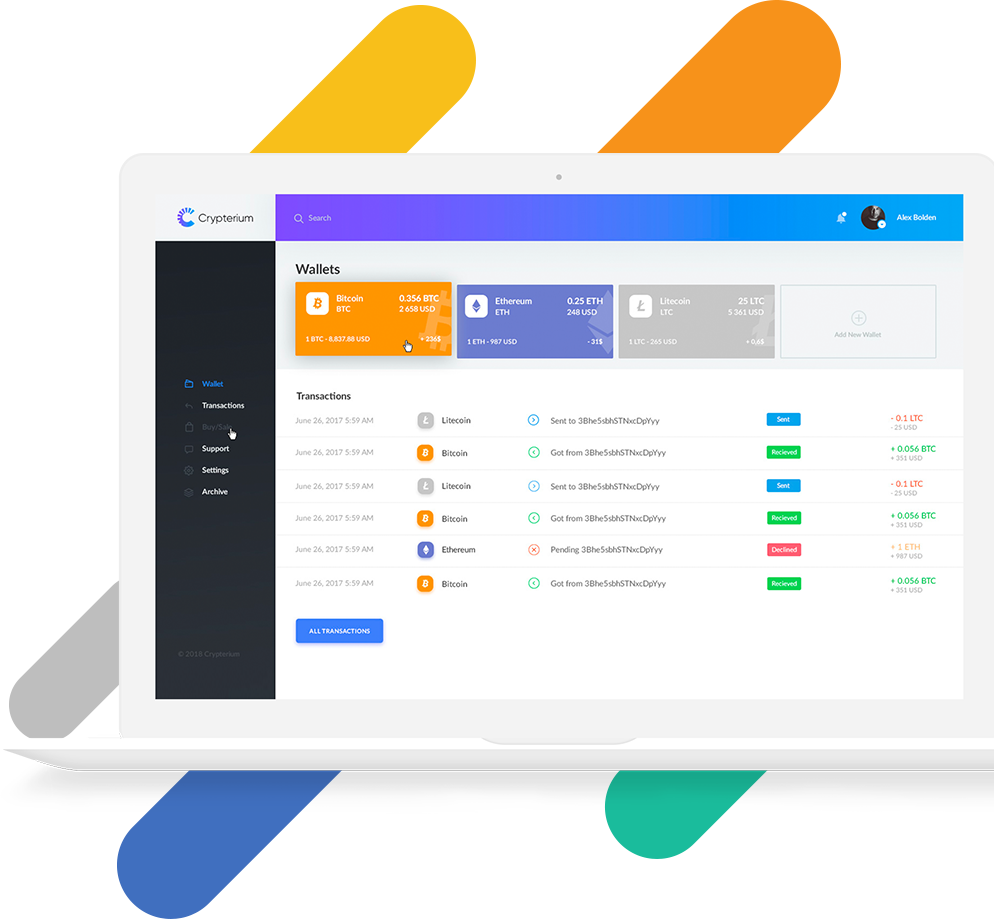 Crypterium
Search
Alex Bolden
Wallets
Bitcoin 0.356 BTC
BTC 2 658 USD
1 BTC - 8,837.88 USD + 236$
Ethereum 0.25 ETH
ETH 248 USD
1 ETH - 987 USD - 31$
Litecoin 25 LTC
LTC 5 361 USD
1 LTC - 265 USD + 0,6$
Add New Wallet
Wallet
Transactions
Buy/Sale
Support
Settings
Archive
© 2018 Crypterium
Transactions
June 26, 2017 5:59 AM Litecoin Sent to 3Bhe5sbhSTNxcDpYyy Sent - 0.1 LTC
- 25 USD
June 26, 2017 5:59 AM Bitcoin Got from 3Bhe5sbhSTNxcDpYyy Recieved + 0.056 BTC
+ 351 USD
June 26, 2017 5:59 AM Litecoin Sent to 3Bhe5sbhSTNxcDpYyy Sent - 0.1 LTC
- 25 USD
June 26, 2017 5:59 AM Bitcoin Got from 3Bhe5sbhSTNxcDpYyy Recieved + 0.056 BTC
+ 351 USD
June 26, 2017 5:59 AM Ethereum Pending 3Bhe5sbhSTNxcDpYyy Declined + 1 ETH
+ 987 USD
June 26, 2017 5:59 AM Bitcoin Got from 3Bhe5sbhSTNxcDpYyy Recieved + 0.056 BTC
+ 351 USD
ALL TRANSACTIONS